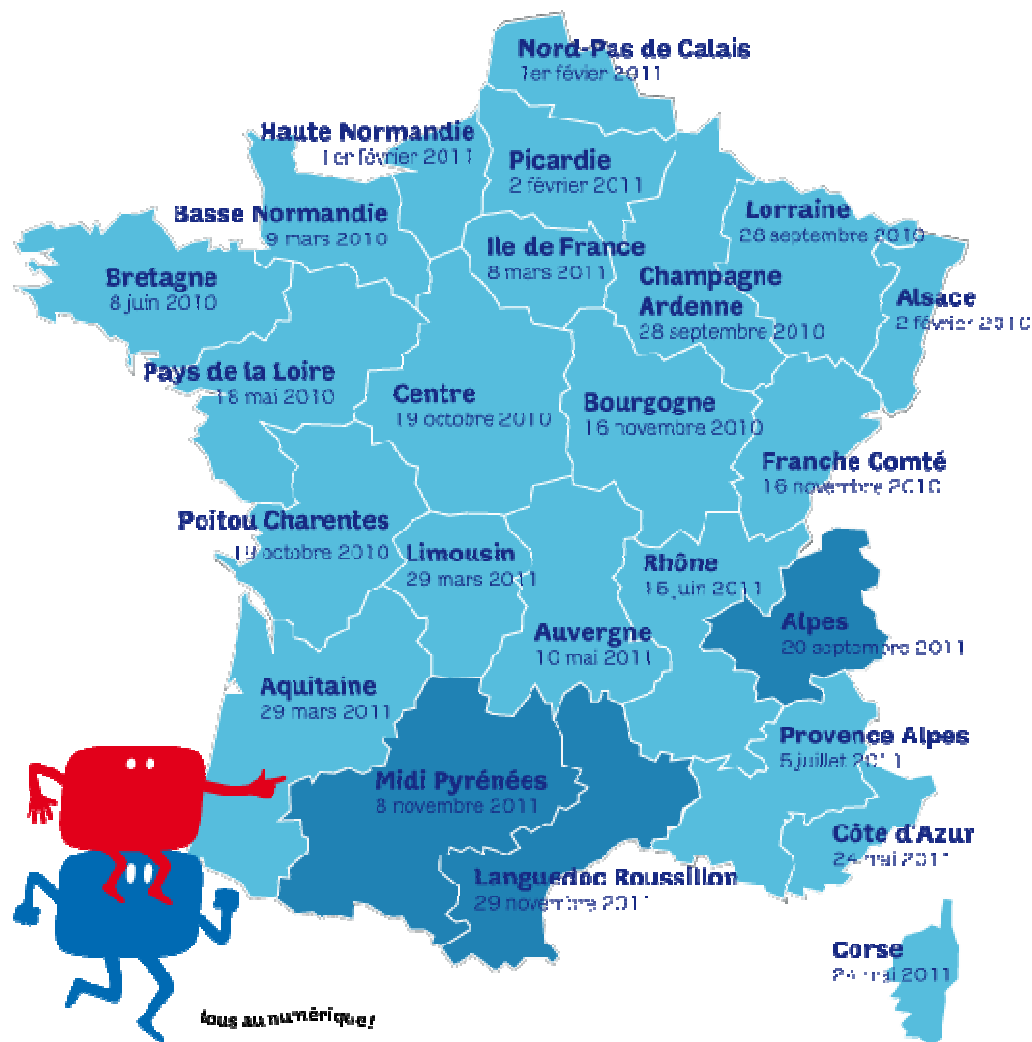 Nord-Pas de Calais
1er févier 2011
Haute Normandie
1er février 2011
Picardie
2 février 2011
Basse Normandie
9 mars 2010
Ile de France
8 mars 2011
Lorraine
28 septembre 2010
Bretagne
8 juin 2010
Champagne
Ardenne
28 septembre 2010
Alsace
2 février 2010
Pays de la Loire
18 mai 2010
Centre
19 octobre 2010
Bourgogne
16 novembre 2010
Franche Comté
16 novembre 2010
Poitou Charentes
19 octobre 2010
Limousin
29 mars 2011
Rhône
16 juin 2011
Alpes
20 septembre 2011
Auvergne
10 mai 2011
Aquitaine
29 mars 2011
Provence Alpes
5 juillet 2011
Midi Pyrénées
8 novembre 2011
Côte d'Azur
24 mai 2011
Languedoc Roussillon
29 novembre 2011
Corse
24 mai 2011
tous au numérique!